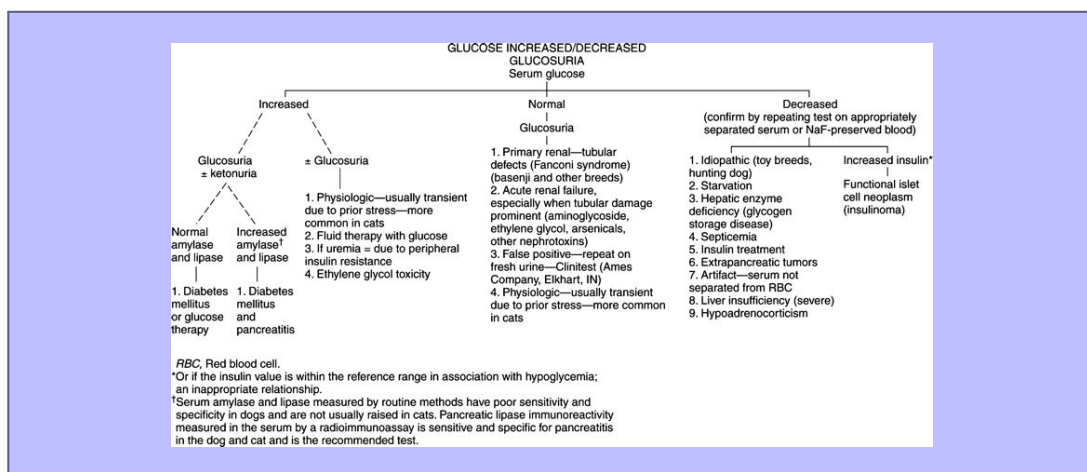 GLUCOSE INCREASED/DECREASED
GLUCOSURIA
Serum glucose
Increased
Glucosuria
± ketonuria
Normal
amylase
and lipase
1. Diabetes
mellitus
or glucose
therapy
Increased
amylase†
and lipase
1. Diabetes
mellitus
and
pancreatitis
± Glucosuria
1. Physiologic—usually transient
due to prior stress—more
common in cats
2. Fluid therapy with glucose
3. If uremia = due to peripheral
insulin resistance
4. Ethylene glycol toxicity
Normal
Glucosuria
1. Primary renal—tubular
defects (Fanconi syndrome)
(basenji and other breeds)
2. Acute renal failure,
especially when tubular damage
prominent (aminoglycoside,
ethylene glycol, arsenicals,
other nephrotoxins)
3. False positive—repeat on
fresh urine—Clinitest (Ames
Company, Elkhart, IN)
4. Physiologic—usually transient
due to prior stress—more common
in cats
Decreased
(confirm by repeating test on appropriately
separated serum or NaF-preserved blood)
1. Idiopathic (toy breeds,
hunting dog)
2. Starvation
3. Hepatic enzyme
deficiency (glycogen
storage disease)
4. Septicemia
5. Insulin treatment
6. Extrapancreatic tumors
7. Artifact—serum not
separated from RBC
8. Liver insufficiency (severe)
9. Hypoadrenocorticism
Increased insulin*
Functional islet
cell neoplasm
(insulinoma)
RBC, Red blood cell.
*Or if the insulin value is within the reference range in association with hypoglycemia;
an inappropriate relationship.
†Serum amylase and lipase measured by routine methods have poor sensitivity and
specificity in dogs and are not usually raised in cats. Pancreatic lipase immunoreactivity
measured in the serum by a radioimmunoassay is sensitive and specific for pancreatitis
in the dog and cat and is the recommended test.